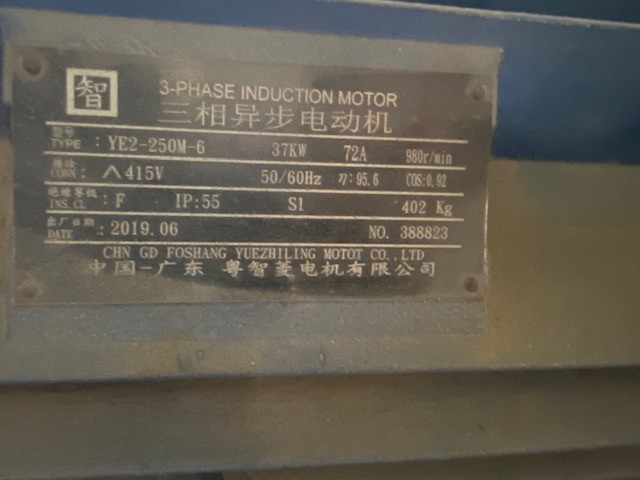 智
3-PHASE INDUCTION MOTOR
三相异步电动机
型号
TYPE : YE2-250M-6 37KW 72A 980r/min
接法
CONN. : 415V 50/60Hz η:95.6 COS:0.92
绝缘等级
INS. CL : F IP:55 S1 402 Kg
出厂日期
DATE : 2019.06 NO. 388823
CHN GD FOSHANG YUEZHILING MOTOT CO.,LTD
中国-广东 粤智菱电机有限公司